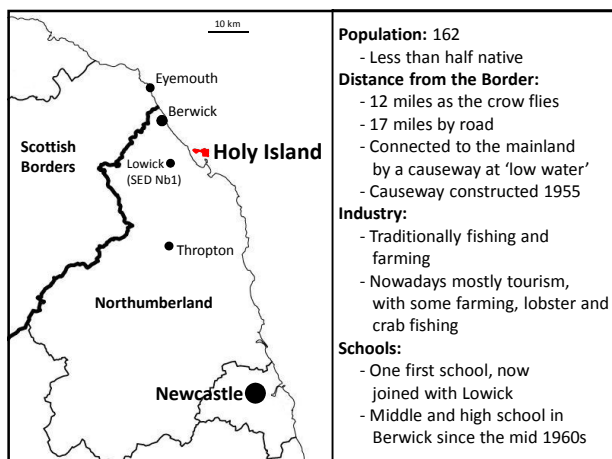 10 km
Eyemouth
Berwick
Scottish
Borders
Holy Island
Lowick
(SED Nb1)
Thropton
Northumberland
Newcastle
Population: 162
- Less than half native
Distance from the Border:
- 12 miles as the crow flies
- 17 miles by road
- Connected to the mainland
by a causeway at ‘low water’
- Causeway constructed 1955
Industry:
- Traditionally fishing and
farming
- Nowadays mostly tourism,
with some farming, lobster and
crab fishing
Schools:
- One first school, now
joined with Lowick
- Middle and high school in
Berwick since the mid 1960s